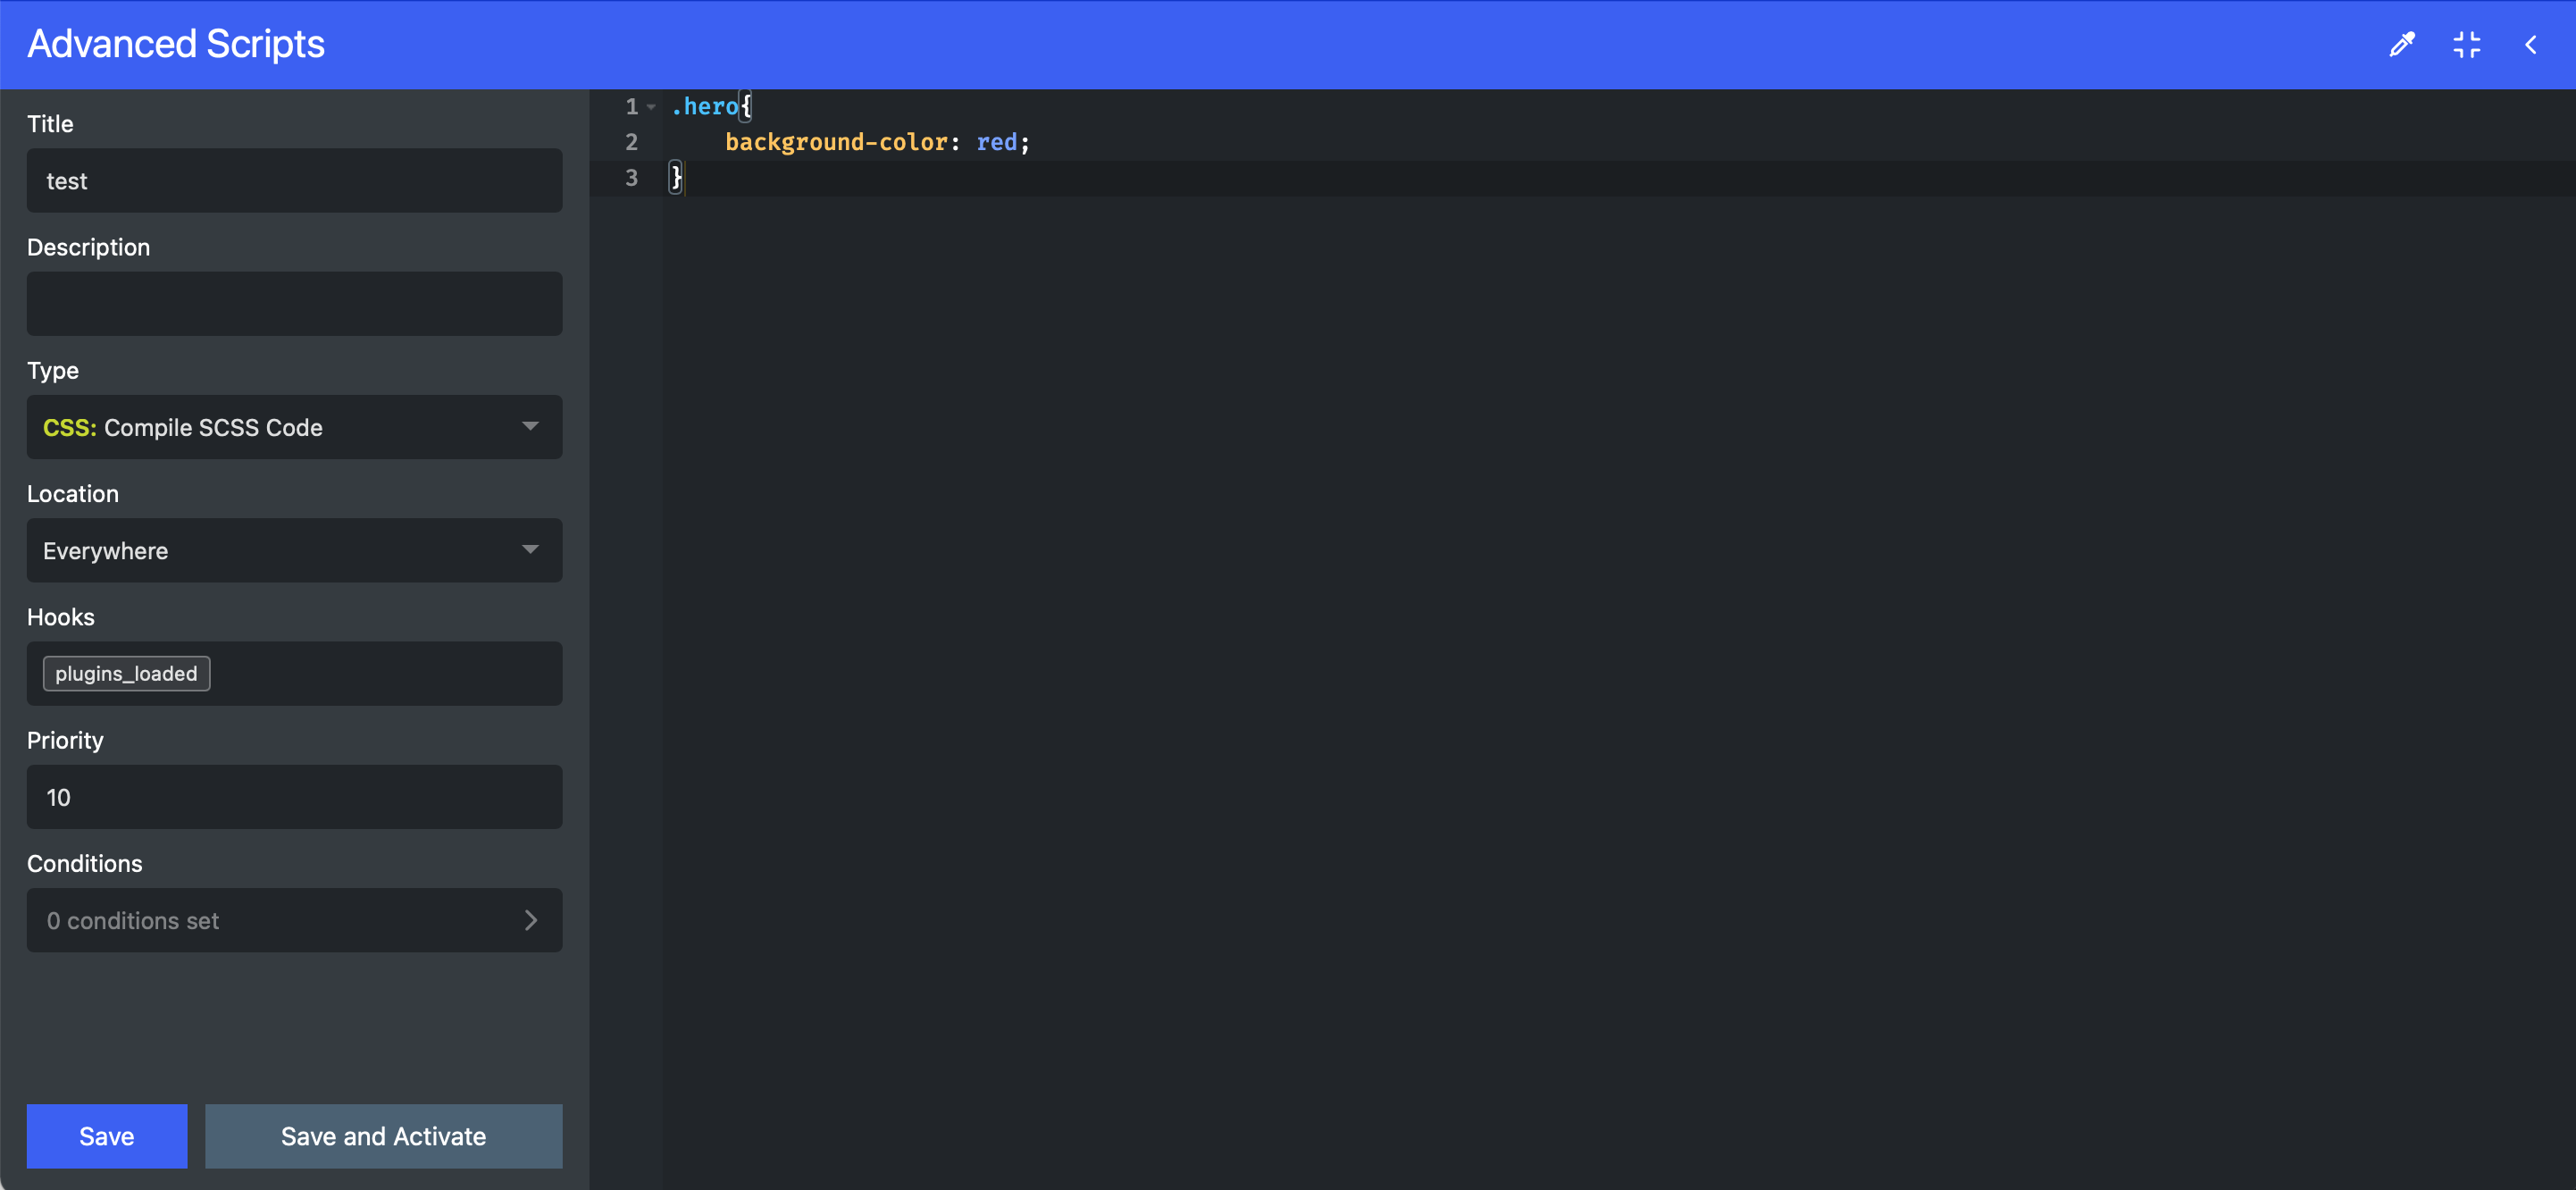 Advanced Scripts
Title
test
Description
Type
CSS: Compile SCSS Code
Location
Everywhere
Hooks
plugins_loaded
Priority
10
Conditions
0 conditions set
Save
Save and Activate
1 .hero{
2 background-color: red;
3 }